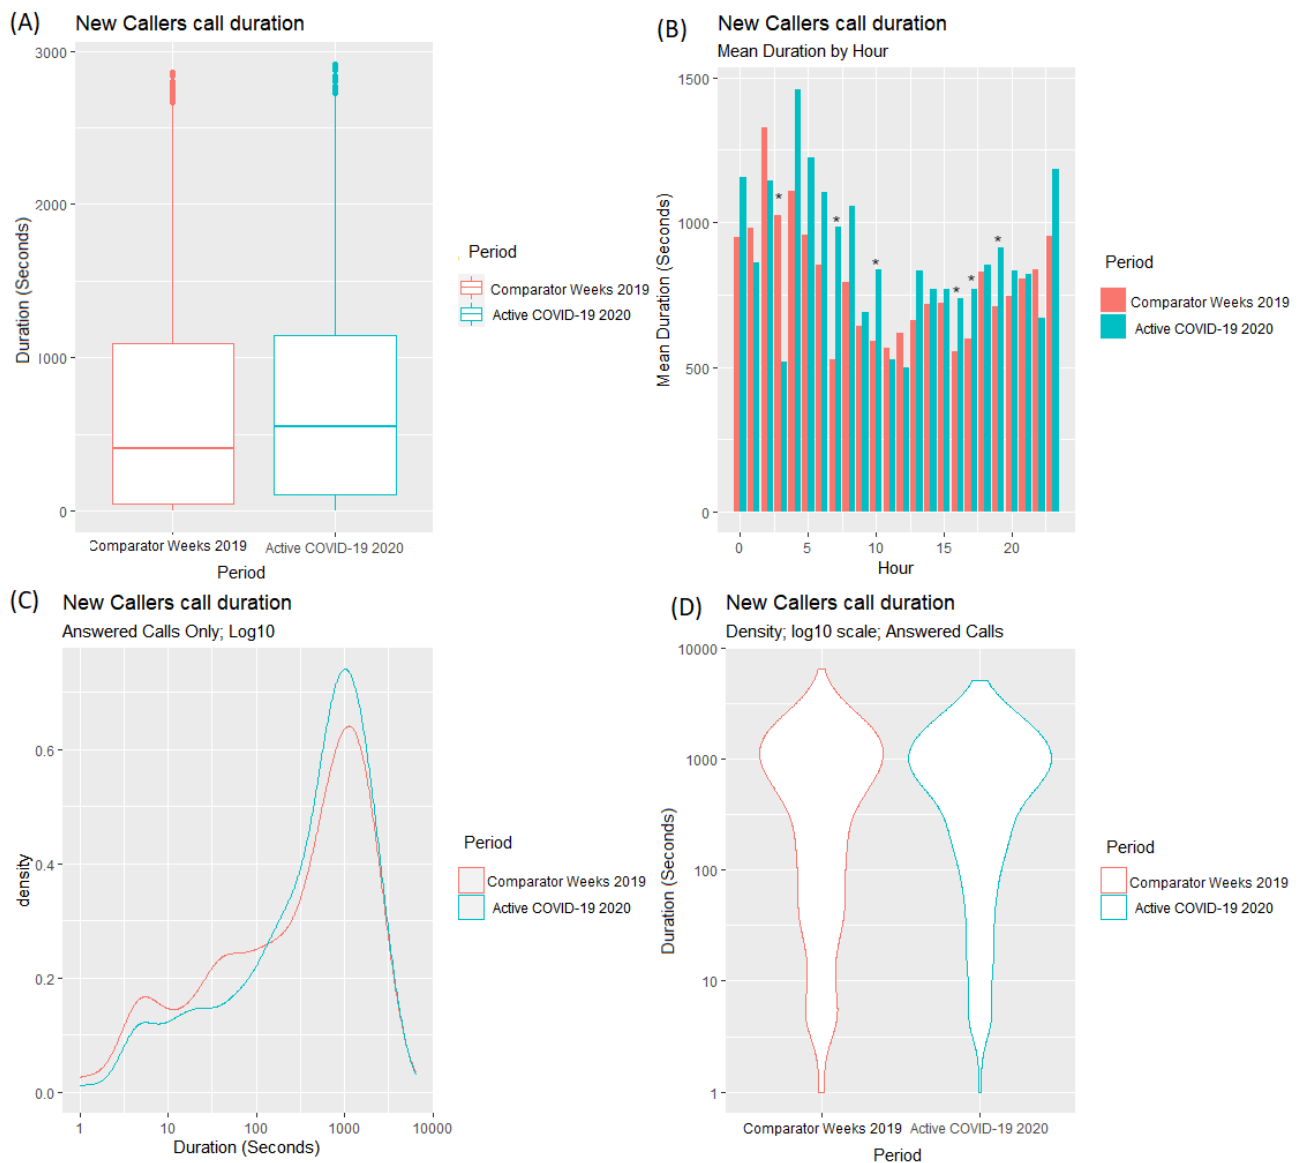 (A) New Callers call duration
3000
2000
1000
0
Duration (Seconds)
Comparator Weeks 2019 Active COVID-19 2020
Period
Period
Comparator Weeks 2019
Active COVID-19 2020
(B) New Callers call duration
Mean Duration by Hour
1500
1000
500
0
Mean Duration (Seconds)
* * * * * *
0 5 10 15 20
Hour
Period
Comparator Weeks 2019
Active COVID-19 2020
(C) New Callers call duration
Answered Calls Only; Log10
0.6
0.4
0.2
0.0
density
1 10 100 1000 10000
Duration (Seconds)
Period
Comparator Weeks 2019
Active COVID-19 2020
(D) New Callers call duration
Density; log10 scale; Answered Calls
10000
1000
100
10
1
Duration (Seconds)
Comparator Weeks 2019 Active COVID-19 2020
Period
Period
Comparator Weeks 2019
Active COVID-19 2020